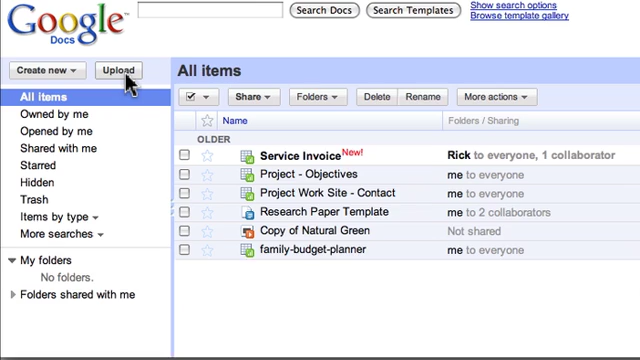 Google™
Docs
Search Docs
Search Templates
Show search options
Browse template gallery
Create new
Upload
All items
All items
Owned by me
Opened by me
Shared with me
Starred
Hidden
Trash
Items by type
More searches
My folders
No folders.
Folders shared with me
Share
Folders
Delete
Rename
More actions
Name
Folders / Sharing
OLDER
Service Invoice New! Rick to everyone, 1 collaborator
Project - Objectives me to everyone
Project Work Site - Contact me to everyone
Research Paper Template me to 2 collaborators
Copy of Natural Green Not shared
family-budget-planner me to everyone